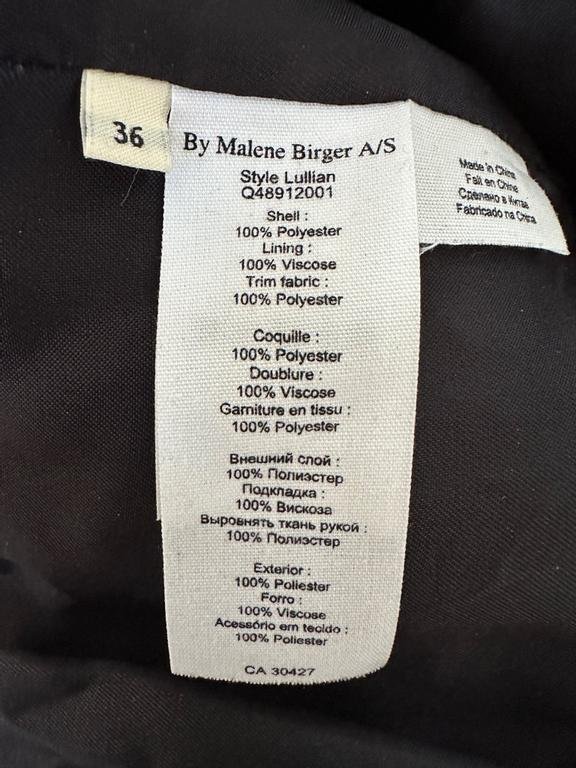 36
By Malene Birger A/S
Style Lullian
Q48912001
Shell :
100% Polyester
Lining :
100% Viscose
Trim fabric :
100% Polyester
Coquille :
100% Polyester
Doublure :
100% Viscose
Garniture en tissu :
100% Polyester
Внешний слой :
100% Полиэстер
Подкладка :
100% Вискоза
Выровнять ткань рукой :
100% Полиэстер
Exterior :
100% Poliester
Forro :
100% Viscose
Acessório em tecido :
100% Poliester
CA 30427
Made in China
Fait en Chine
Сделано в Китае
Fabricado na China